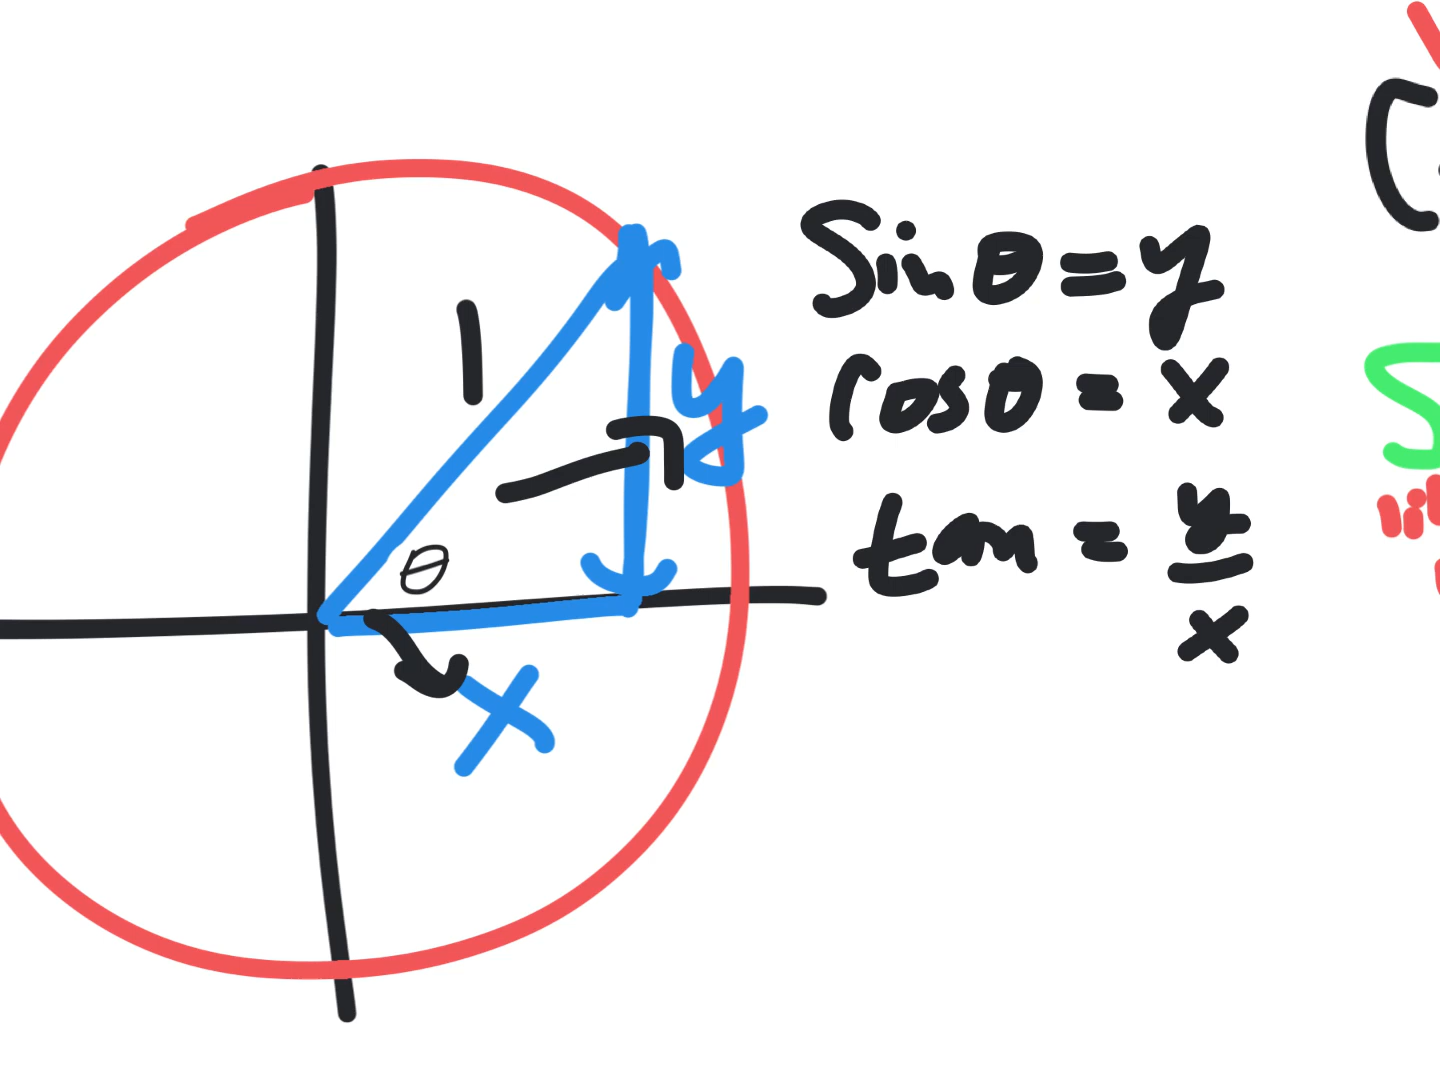 1
y
θ
x
Sinθ=y
cosθ = x
tan = y/x